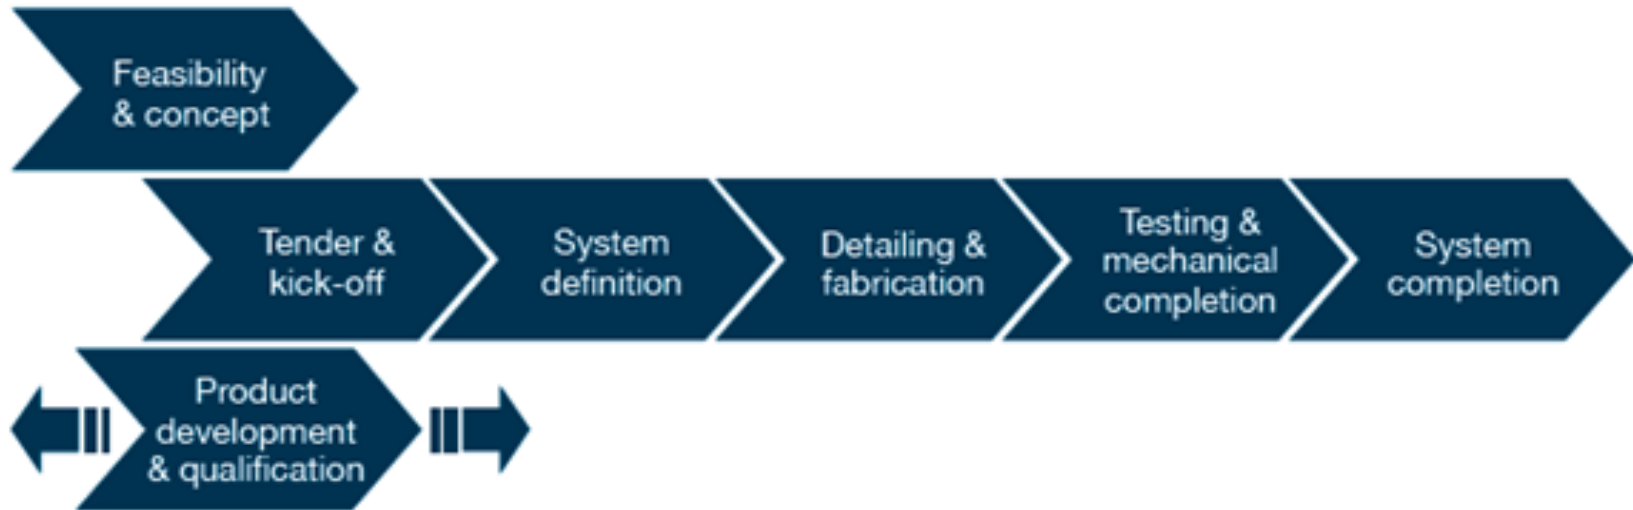 Feasibility
& concept
Tender &
kick-off
System
definition
Detailing &
fabrication
Testing &
mechanical
completion
System
completion
Product
development
& qualification